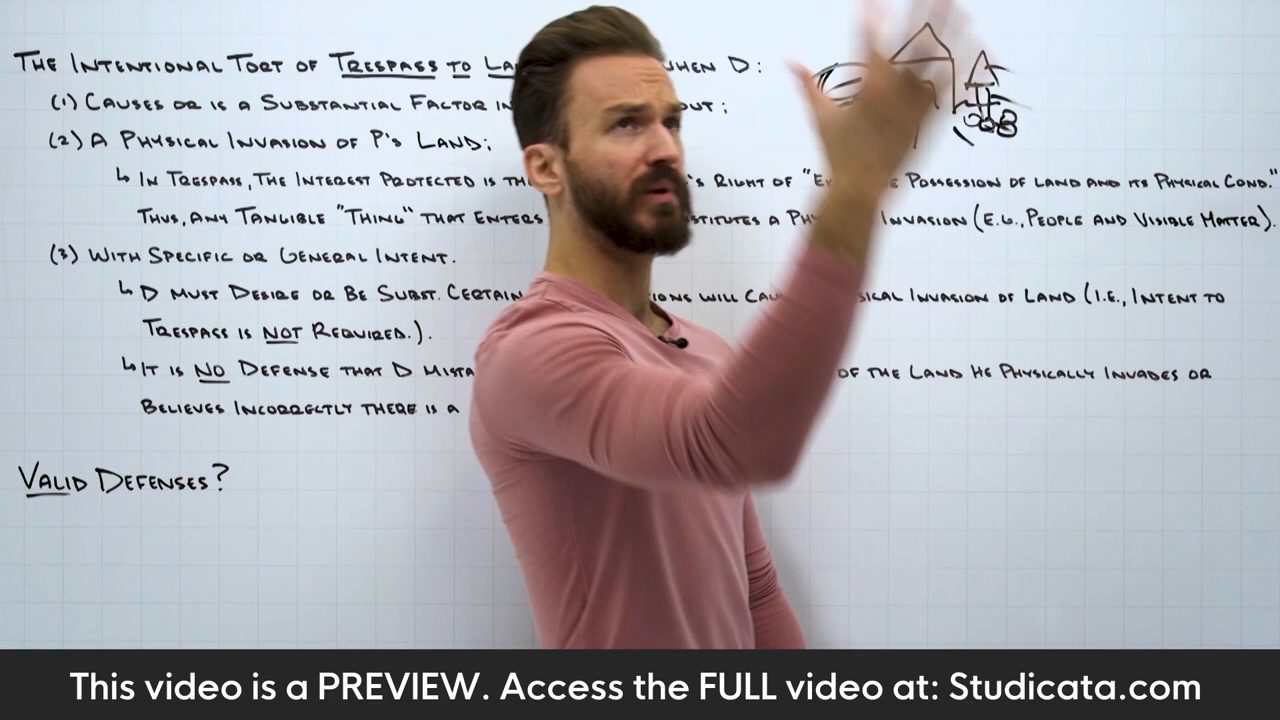 The Intentional Tort of Trespass to La when D:
(1) Causes or is a Substantial Factor in out;
(2) A Physical Invasion of P's Land;
↳ In Trespass, The Interest Protected is th 's Right of "Ex e Possession of Land and its Physical Cond."
Thus, Any Tangible "Thing" that Enters stitutes a Ph Invasion (e.g., People and Visible Matter).
(3) With Specific or General Intent.
↳ D must Desire or Be Subst. Certain ions will Cau sical Invasion of Land (i.e., Intent to
Trespass is not Required.).
↳ It is no Defense that D mista of the Land he Physically Invades or
Believes Incorrectly there is a
Valid Defenses?
This video is a PREVIEW. Access the FULL video at: Studicata.com